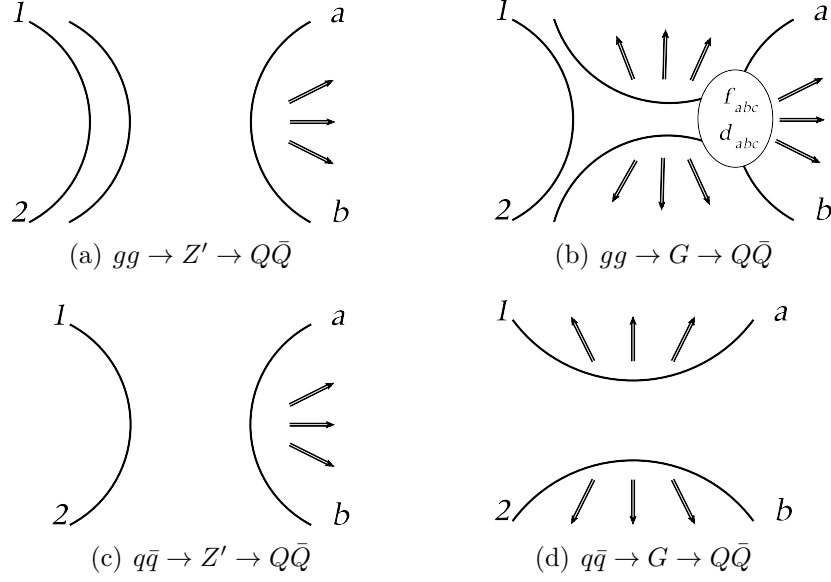 1 a
2 b
(a) gg → Z′ → QQ̄
1 a
f_abc
d_abc
2 b
(b) gg → G → QQ̄
1 a
2 b
(c) qq̄ → Z′ → QQ̄
1 a
2 b
(d) qq̄ → G → QQ̄